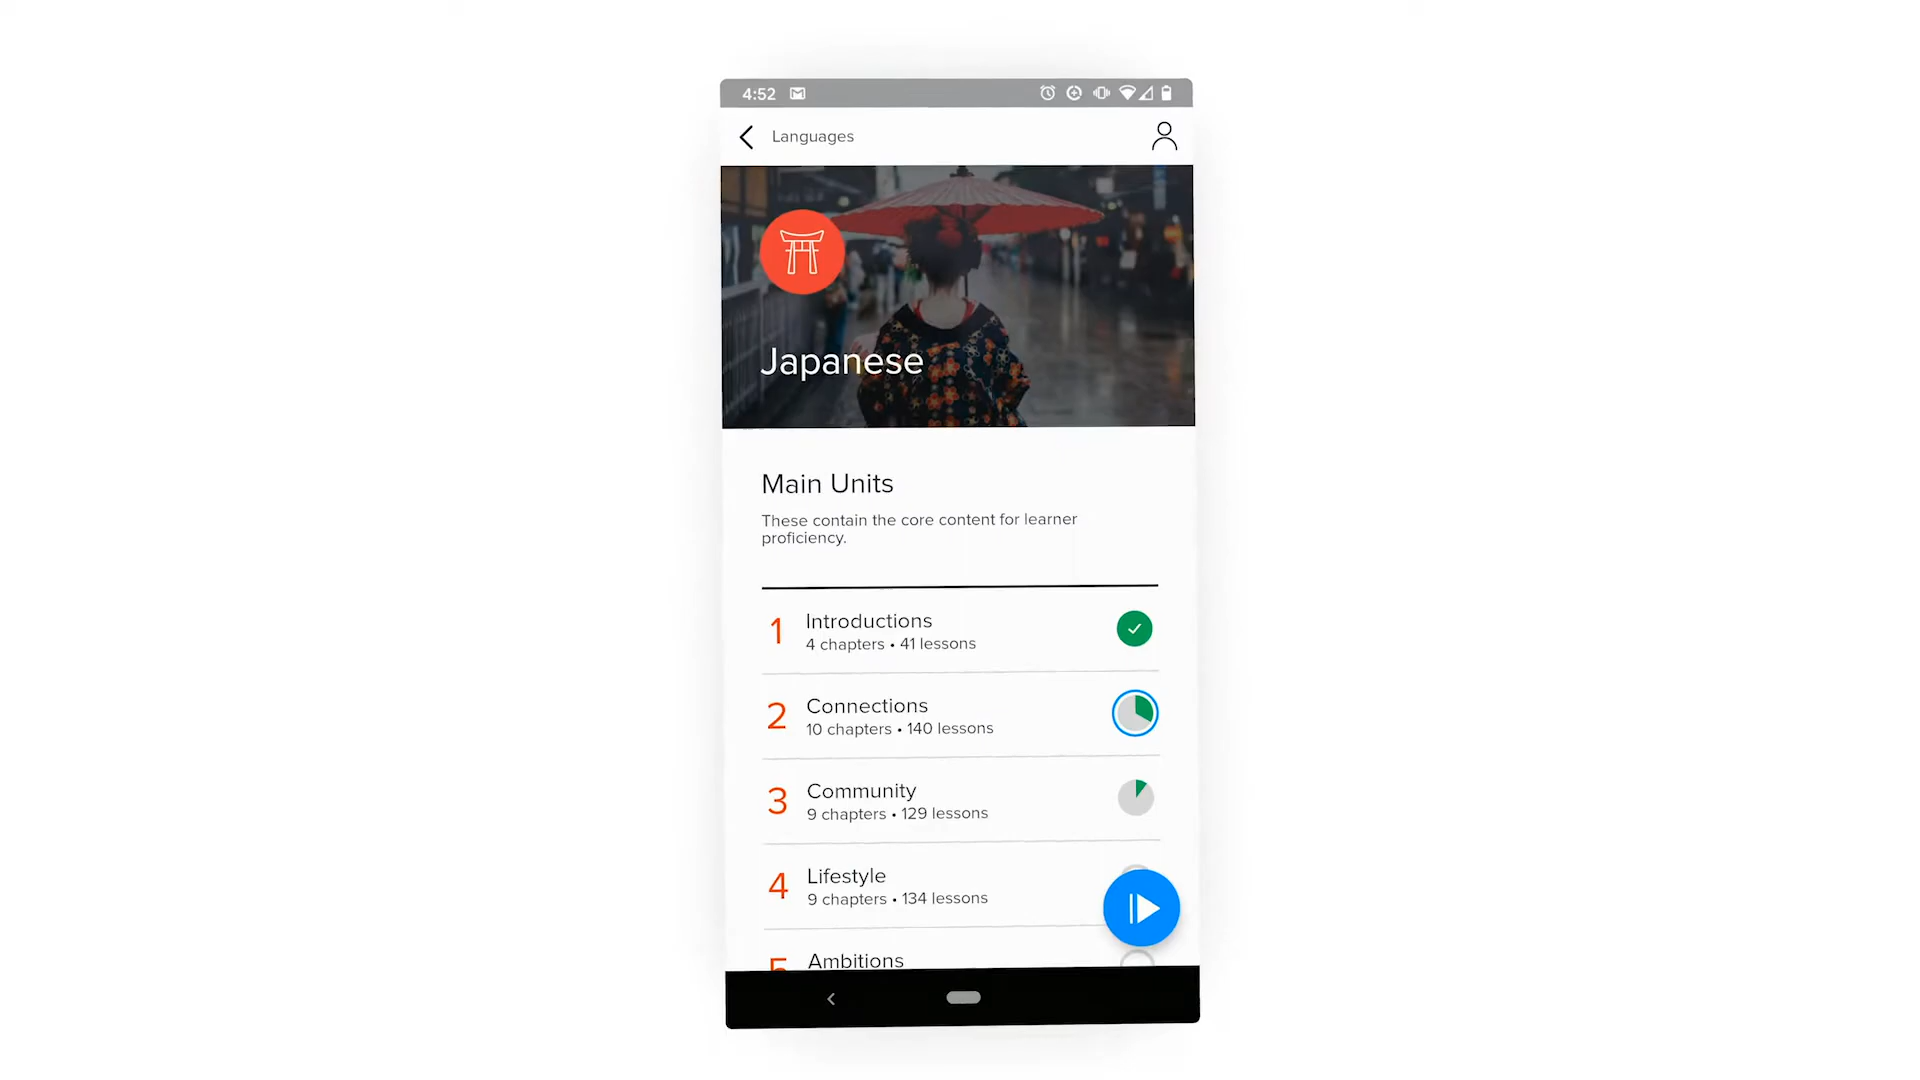 4:52
Languages
Japanese
Main Units
These contain the core content for learner
proficiency.
1
Introductions
4 chapters • 41 lessons
2
Connections
10 chapters • 140 lessons
3
Community
9 chapters • 129 lessons
4
Lifestyle
9 chapters • 134 lessons
5
Ambitions